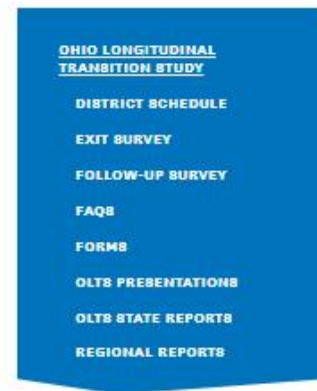 OHIO LONGITUDINAL
TRANSITION STUDY
DISTRICT SCHEDULE
EXIT SURVEY
FOLLOW-UP SURVEY
FAQS
FORMS
OLTS PRESENTATIONS
OLTS STATE REPORTS
REGIONAL REPORTS